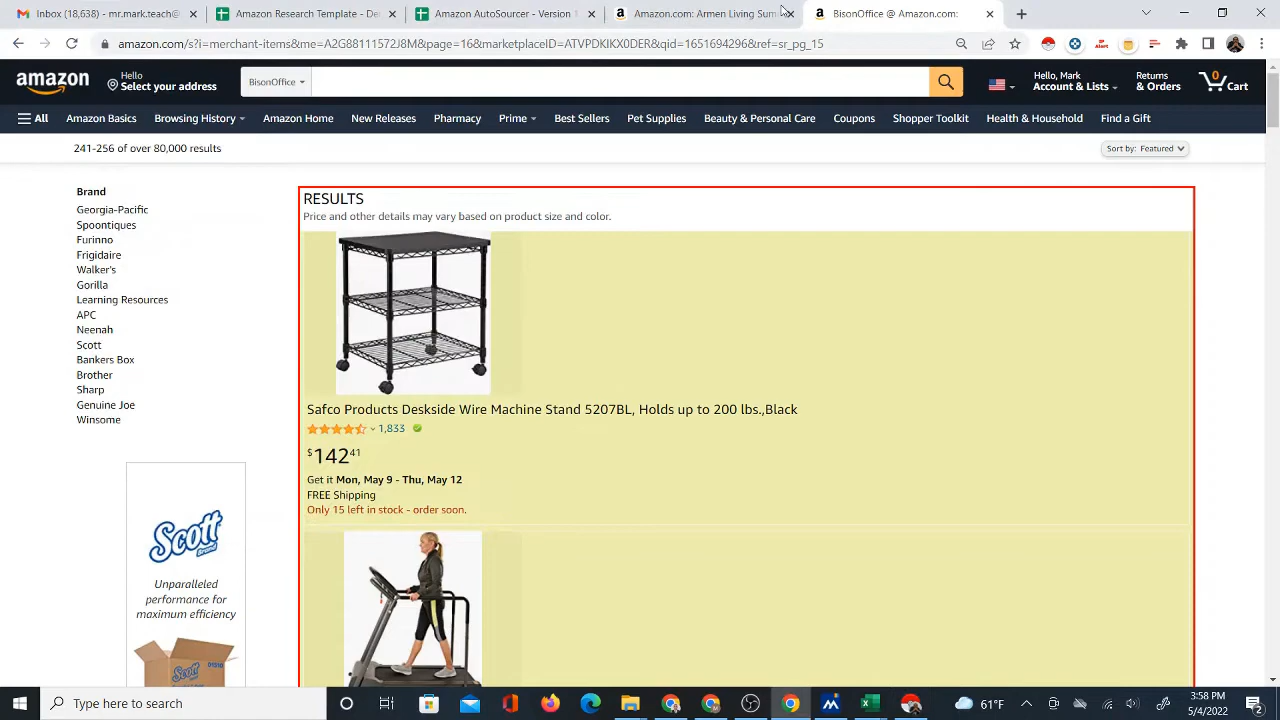 Inbox (18,638) - mr.mark.tesch@
Amazon Research Template - De
Amazon AutoSourcer - Version 1
Amazon.com: Armen Living Sum
BisonOffice @ Amazon.com:
amazon.com/s?i=merchant-items&me=A2G9811157218M&page=16&marketplaceID=ATVPDKIKX0DER&qid=1651694296&ref=sr_pg_15
amazon
Hello
Select your address
BisonOffice
Hello, Mark
Account & Lists
Returns
& Orders
0
Cart
All Amazon Basics Browsing History Amazon Home New Releases Pharmacy Prime Best Sellers Pet Supplies Beauty & Personal Care Coupons Shopper Toolkit Health & Household Find a Gift
241-256 of over 80,000 results
Sort by: Featured
Brand
Georgia-Pacific
Spoontiques
Furinno
Frigidaire
Walker's
Gorilla
Learning Resources
APC
Neenah
Scott
Bankers Box
Brother
Sharp
Genuine Joe
Winsome
Scott
Brand
Unparalleled
performance for
maximum efficiency
Scott
RESULTS
Price and other details may vary based on product size and color.
Safco Products Deskside Wire Machine Stand 5207BL, Holds up to 200 lbs.,Black
1,833
$142 41
Get it Mon, May 9 - Thu, May 12
FREE Shipping
Only 15 left in stock - order soon.
Type here to search
61°F
3:58 PM
5/4/2022
2